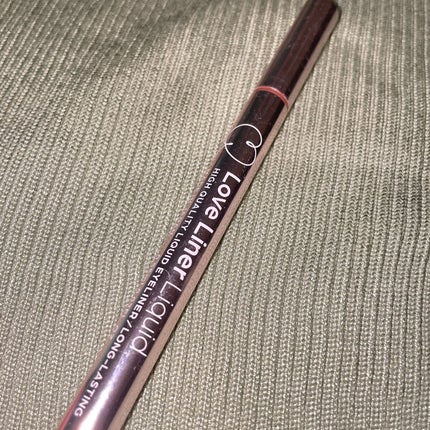 Love Liner Liquid
HIGH QUALITY LIQUID EYELINER/LONG-LASTING